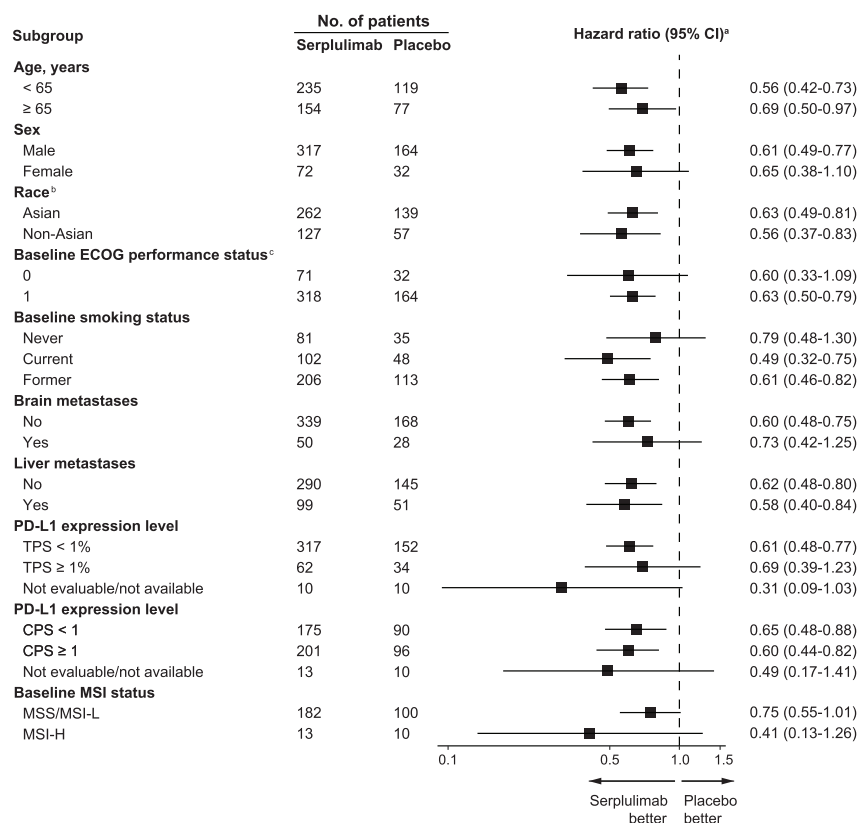 No. of patients
Subgroup Serplulimab Placebo Hazard ratio (95% CI)a
Age, years
< 65 235 119 0.56 (0.42-0.73)
≥ 65 154 77 0.69 (0.50-0.97)
Sex
Male 317 164 0.61 (0.49-0.77)
Female 72 32 0.65 (0.38-1.10)
Raceb
Asian 262 139 0.63 (0.49-0.81)
Non-Asian 127 57 0.56 (0.37-0.83)
Baseline ECOG performance statusc
0 71 32 0.60 (0.33-1.09)
1 318 164 0.63 (0.50-0.79)
Baseline smoking status
Never 81 35 0.79 (0.48-1.30)
Current 102 48 0.49 (0.32-0.75)
Former 206 113 0.61 (0.46-0.82)
Brain metastases
No 339 168 0.60 (0.48-0.75)
Yes 50 28 0.73 (0.42-1.25)
Liver metastases
No 290 145 0.62 (0.48-0.80)
Yes 99 51 0.58 (0.40-0.84)
PD-L1 expression level
TPS < 1% 317 152 0.61 (0.48-0.77)
TPS ≥ 1% 62 34 0.69 (0.39-1.23)
Not evaluable/not available 10 10 0.31 (0.09-1.03)
PD-L1 expression level
CPS < 1 175 90 0.65 (0.48-0.88)
CPS ≥ 1 201 96 0.60 (0.44-0.82)
Not evaluable/not available 13 10 0.49 (0.17-1.41)
Baseline MSI status
MSS/MSI-L 182 100 0.75 (0.55-1.01)
MSI-H 13 10 0.41 (0.13-1.26)
0.1 0.5 1.0 1.5
Serplulimab Placebo
better better